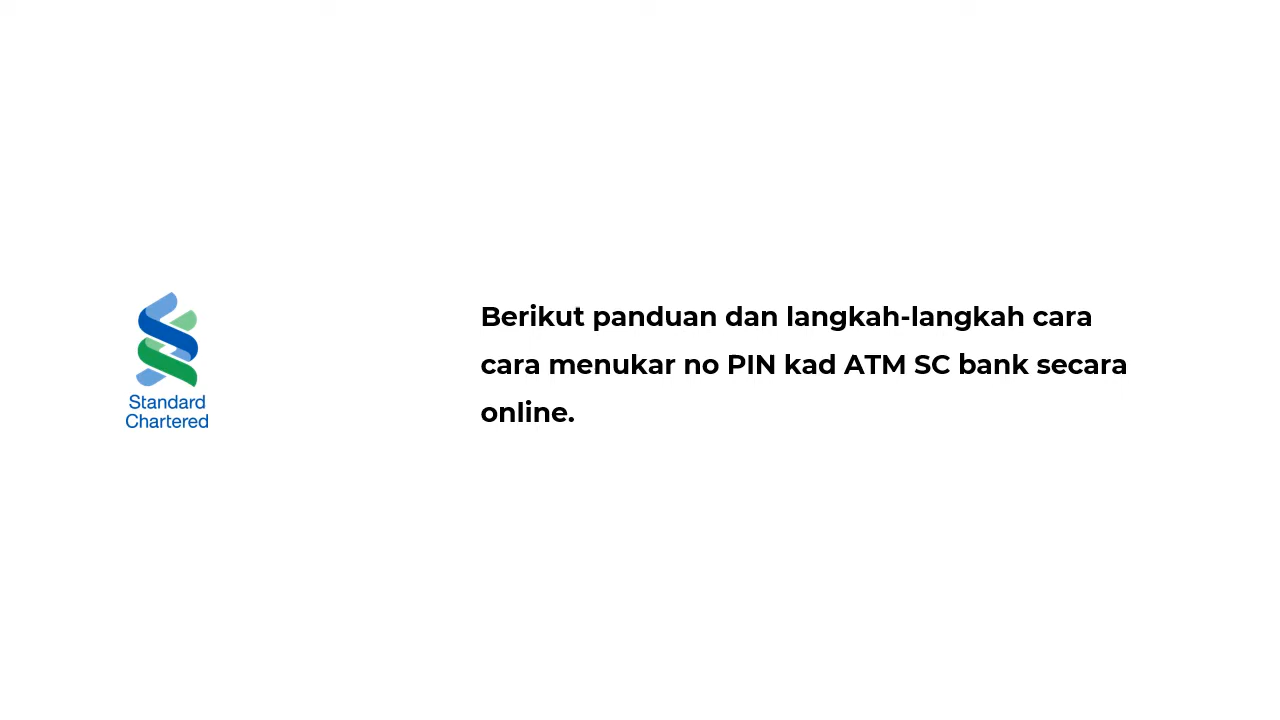 Standard
Chartered
Berikut panduan dan langkah-langkah cara
cara menukar no PIN kad ATM SC bank secara
online.